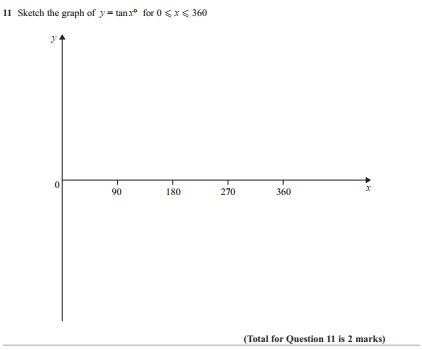 11 Sketch the graph of y = tan x° for 0 ⩽ x ⩽ 360
y
0
90 180 270 360 x
(Total for Question 11 is 2 marks)